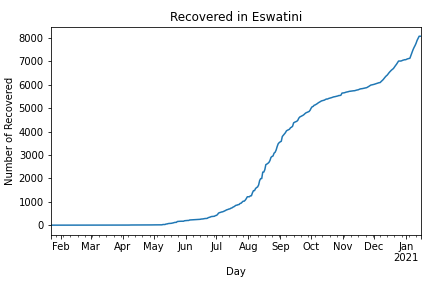 Recovered in Eswatini
Number of Recovered
8000
7000
6000
5000
4000
3000
2000
1000
0
Feb Mar Apr May Jun Jul Aug Sep Oct Nov Dec Jan
2021
Day